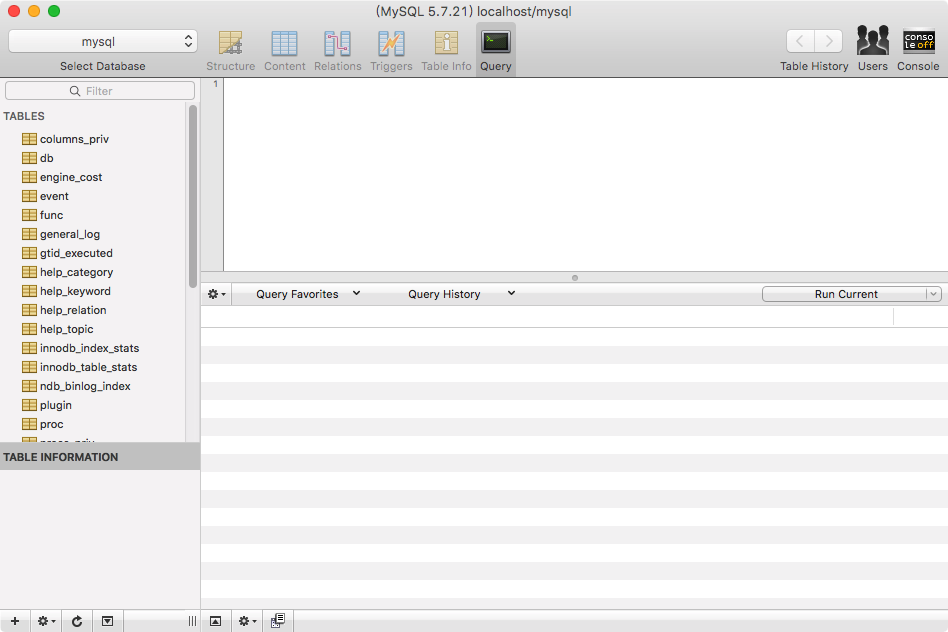 (MySQL 5.7.21) localhost/mysql
mysql
Select Database
Structure
Content
Relations
Triggers
Table Info
Query
Table History
Users
conso
le off
Console
Filter
1
TABLES
columns_priv
db
engine_cost
event
func
general_log
gtid_executed
help_category
help_keyword
help_relation
help_topic
innodb_index_stats
innodb_table_stats
ndb_binlog_index
plugin
proc
TABLE INFORMATION
Query Favorites
Query History
Run Current